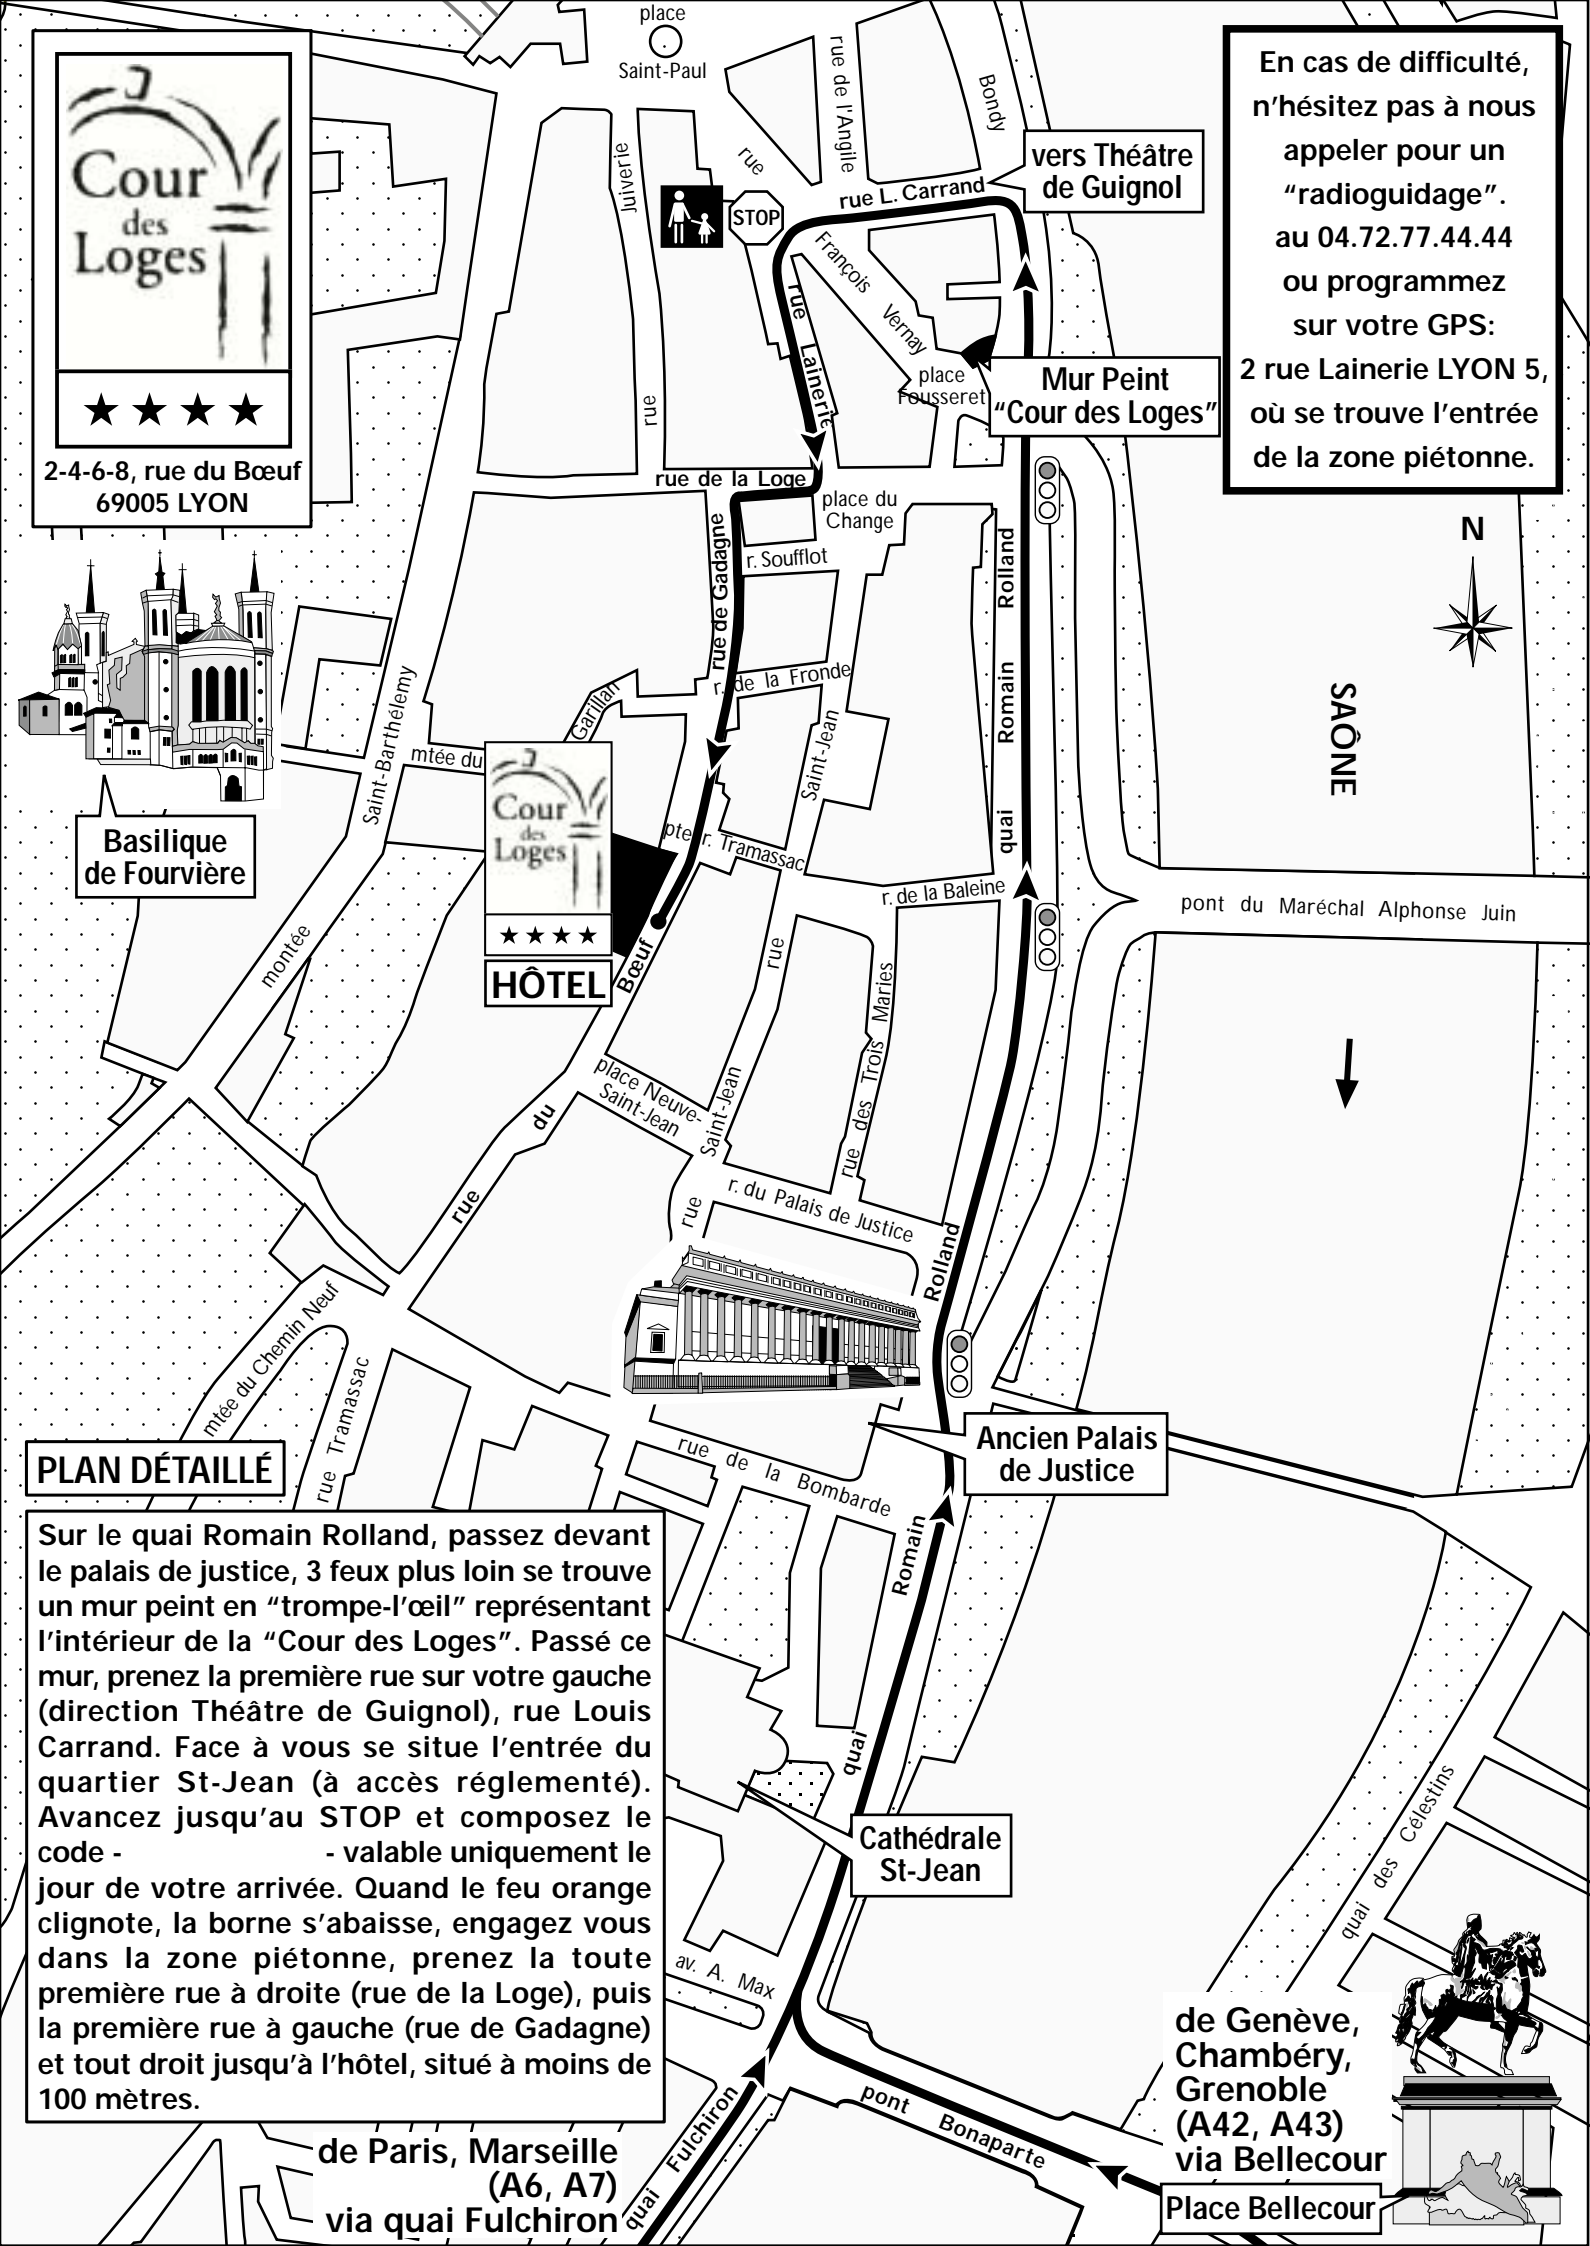 place
Saint-Paul
Cour
des
Loges
2-4-6-8, rue du Bœuf
69005 LYON
En cas de difficulté,
n'hésitez pas à nous
appeler pour un
“radioguidage”.
au 04.72.77.44.44
ou programmez
sur votre GPS:
2 rue Lainerie LYON 5,
où se trouve l'entrée
de la zone piétonne.
rue de l'Angile
Bondy
vers Théâtre
de Guignol
rue
Juiverie
rue
STOP
rue L. Carrand
François Vernay
rue Lainerie
place
Fousseret
Mur Peint
“Cour des Loges”
rue de la Loge
place du
Change
r. Soufflot
rue de Gadagne
r. de la Fronde
quai Romain Rolland
N
SAÔNE
Basilique
de Fourvière
montée
Saint-Barthélemy
mtée du
Garillan
Cour
des
Loges
HÔTEL
Saint-Jean
pte r. Tramassac
r. de la Baleine
pont du Maréchal Alphonse Juin
rue du Bœuf
rue
Saint-Jean
rue des Trois Maries
place Neuve-
Saint-Jean
rue
r. du Palais de Justice
Rolland
mtée du Chemin Neuf
rue Tramassac
rue de la Bombarde
Ancien Palais
de Justice
Romain
quai
PLAN DÉTAILLÉ
Sur le quai Romain Rolland, passez devant
le palais de justice, 3 feux plus loin se trouve
un mur peint en “trompe-l'œil” représentant
l'intérieur de la “Cour des Loges”. Passé ce
mur, prenez la première rue sur votre gauche
(direction Théâtre de Guignol), rue Louis
Carrand. Face à vous se situe l'entrée du
quartier St-Jean (à accès réglementé).
Avancez jusqu'au STOP et composez le
code - - valable uniquement le
jour de votre arrivée. Quand le feu orange
clignote, la borne s'abaisse, engagez vous
dans la zone piétonne, prenez la toute
première rue à droite (rue de la Loge), puis
la première rue à gauche (rue de Gadagne)
et tout droit jusqu'à l'hôtel, situé à moins de
100 mètres.
Cathédrale
St-Jean
quai des Célestins
av. A. Max
pont Bonaparte
quai Fulchiron
de Paris, Marseille
(A6, A7)
via quai Fulchiron
de Genève,
Chambéry,
Grenoble
(A42, A43)
via Bellecour
Place Bellecour